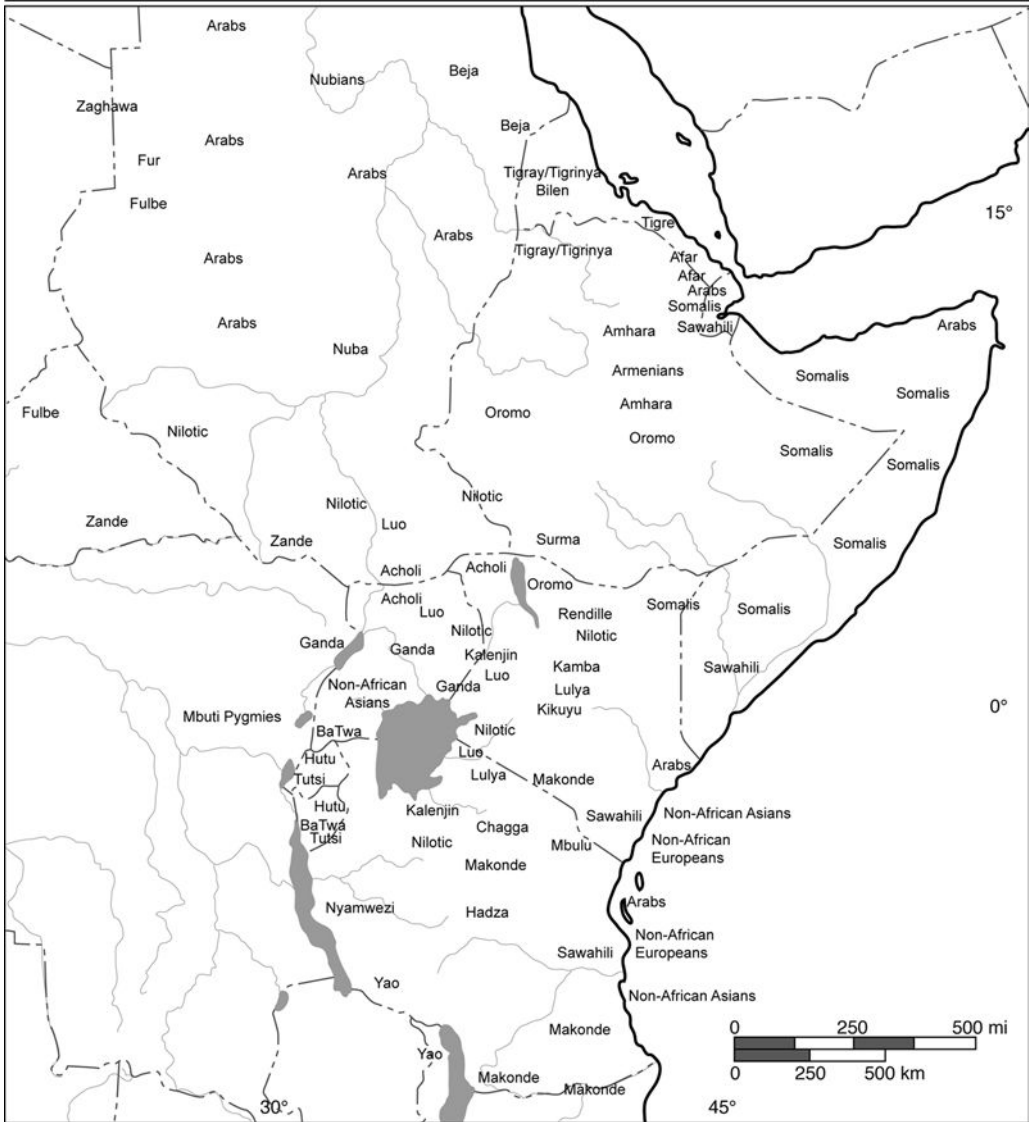 Arabs
Nubians
Beja
Zaghawa
Beja
Arabs
Fur
Arabs
Tigray/Tigrinya
Bilen
Fulbe
15°
Tigre
Arabs
Tigray/Tigrinya
Arabs
Afar
Afar
Arabs
Somalis
Arabs
Amhara
Sawahili
Arabs
Nuba
Armenians
Somalis
Somalis
Amhara
Fulbe
Oromo
Nilotic
Oromo
Somalis
Somalis
Nilotic
Nilotic
Zande
Luo
Zande
Surma
Somalis
Acholi
Acholi
Oromo
Acholi
Luo
Rendille
Somalis
Somalis
Nilotic
Nilotic
Ganda
Ganda
Kalenjin
Kamba
Sawahili
Luo
Non-African
Asians
Ganda
Lulya
Kikuyu
0°
Mbuti Pygmies
BaTwa
Nilotic
Hutu
Luo
Arabs
Tutsi
Lulya
Makonde
Hutu
Kalenjin
Sawahili
Non-African Asians
BaTwa
Tutsi
Chagga
Nilotic
Mbulu
Non-African
Europeans
Makonde
Arabs
Nyamwezi
Hadza
Non-African
Europeans
Sawahili
Yao
Non-African Asians
Makonde
0 250 500 mi
Yao
0 250 500 km
Makonde
Makonde
30°
45°